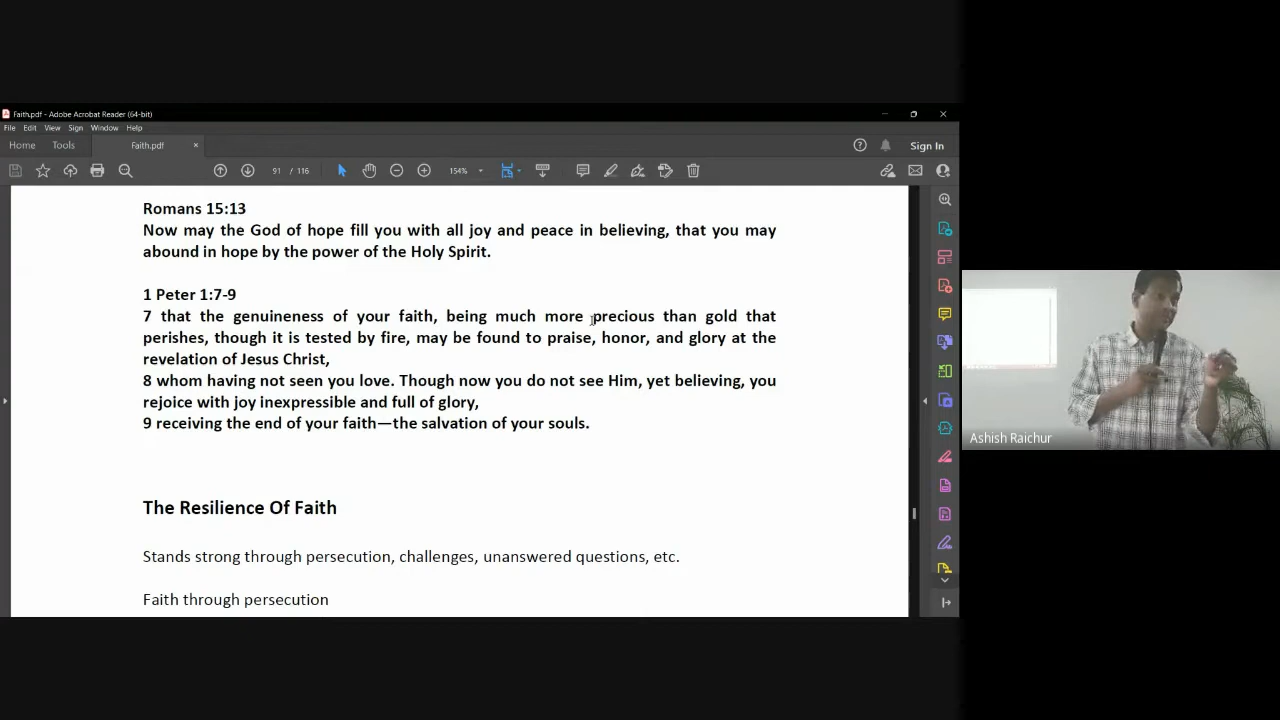 Faith.pdf - Adobe Acrobat Reader (64-bit)
File Edit View Sign Window Help
Home Tools Faith.pdf × Sign In
91 / 116 154%
Romans 15:13
Now may the God of hope fill you with all joy and peace in believing, that you may
abound in hope by the power of the Holy Spirit.
1 Peter 1:7-9
7 that the genuineness of your faith, being much more precious than gold that
perishes, though it is tested by fire, may be found to praise, honor, and glory at the
revelation of Jesus Christ,
8 whom having not seen you love. Though now you do not see Him, yet believing, you
rejoice with joy inexpressible and full of glory,
9 receiving the end of your faith—the salvation of your souls.
The Resilience Of Faith
Stands strong through persecution, challenges, unanswered questions, etc.
Faith through persecution
Ashish Raichur